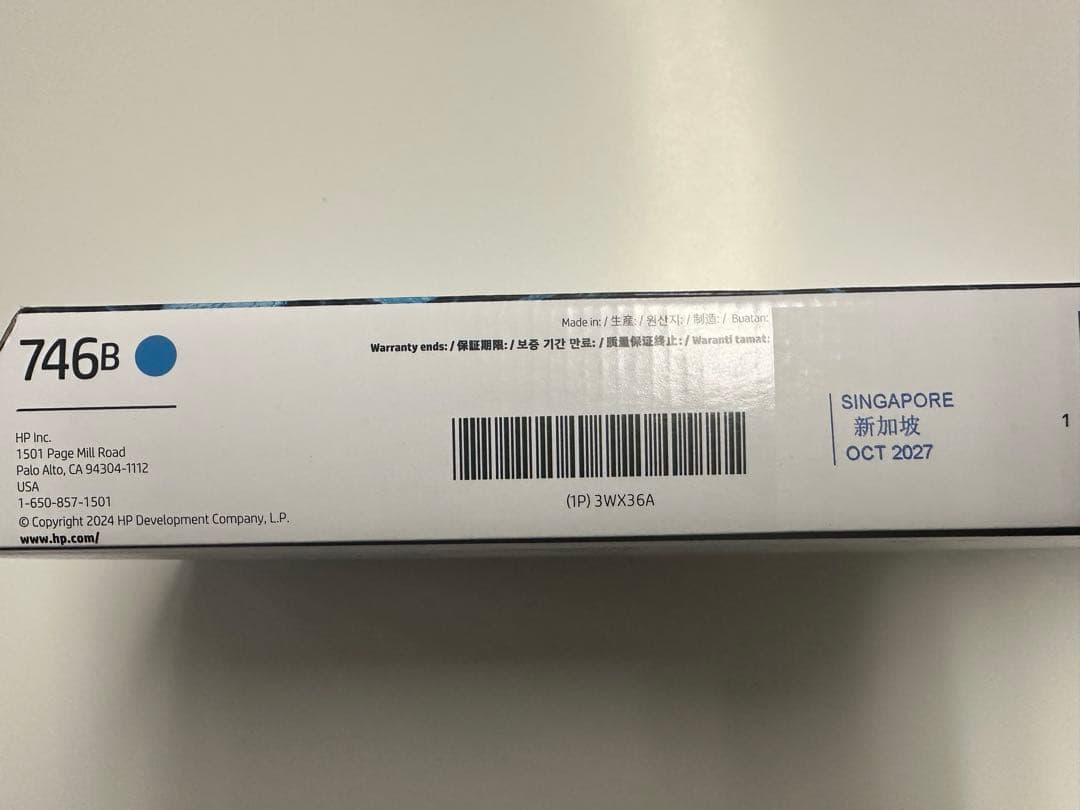 746B
HP Inc.
1501 Page Mill Road
Palo Alto, CA 94304-1112
USA
1-650-857-1501
© Copyright 2024 HP Development Company, L.P.
www.hp.com/
Made in: / 生産: / 원산지: / 制造: / Buatan:
Warranty ends: / 保証期限: / 보증 기간 만료: / 质量保证终止: / Waranti tamat:
(1P) 3WX36A
SINGAPORE
新加坡
OCT 2027
1